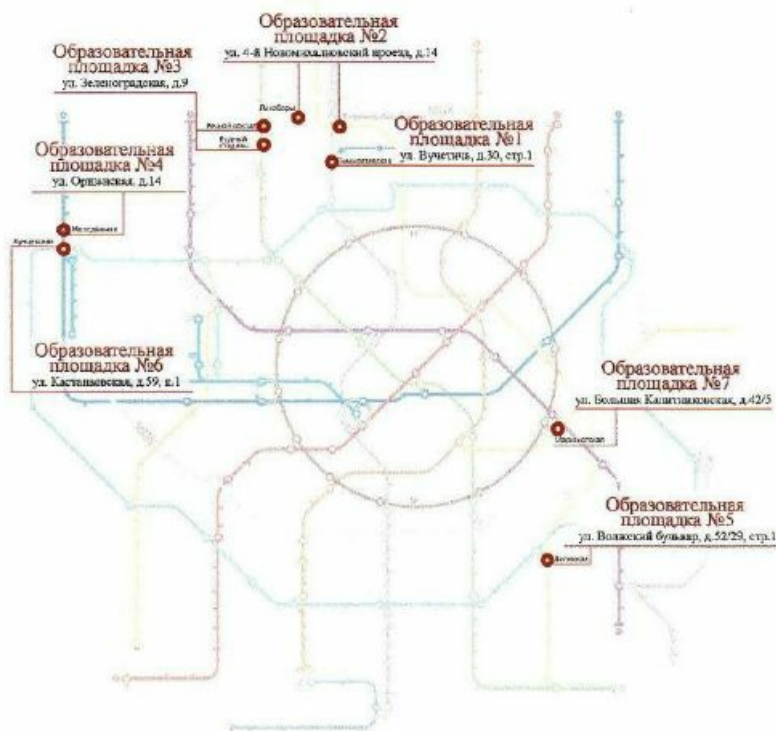 Образовательная
площадка №2
ул. 4-й Новомихалковский проезд, д.14
Образовательная
площадка №3
ул. Зеленоградская, д.9
Образовательная
площадка №1
ул. Вучетича, д.30, стр.1
Образовательная
площадка №4
ул. Оршанская, д.14
Молодёжная
Образовательная
площадка №6
ул. Кастанаевская, д.59, к.1
Образовательная
площадка №7
ул. Большая Капотнинковская, д.42/5
Образовательная
площадка №5
ул. Волжский бульвар, д.52/29, стр.1